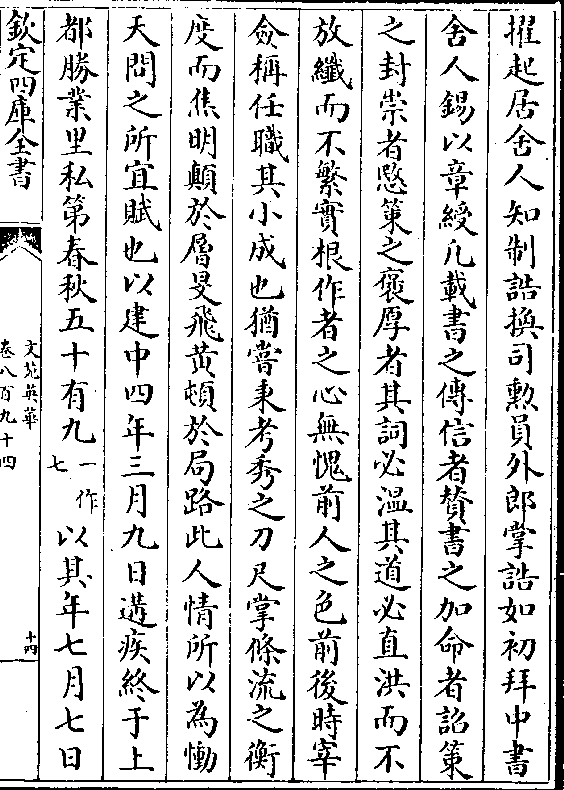 擢起居舍人知制誥換司勲員外郎掌誥如初拜中書
舍人錫以章綬凡載書之傳信者賛書之加命者詔策
之封崇者愍策之褒厚者其詞必温其道必直洪而不
放纎而不繁實根作者之心無愧前人之色前後時宰
僉稱任職其小成也猶嘗秉考秀之刀尺掌條流之衡
度而焦明顛於層旻飛黄頓於局路此人情所以為慟
天問之所宜賦也以建中四年三月九日遘疾終于上
都勝業里私第春秋五十有九一作七以其年七月七日
欽定四庫全書
文苑英華
卷八百九十四
十四